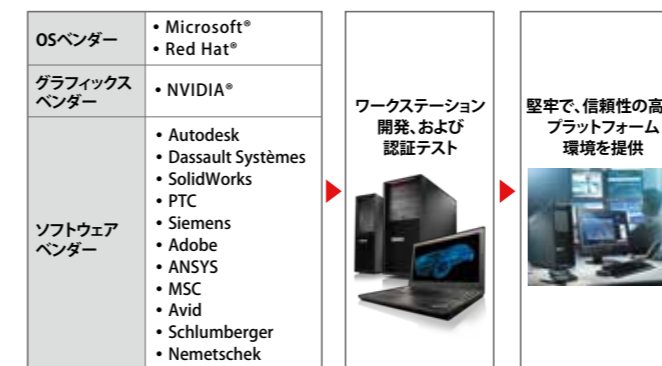 OSベンダー
• Microsoft®
• Red Hat®
グラフィックス
ベンダー
• NVIDIA®
ソフトウェア
ベンダー
• Autodesk
• Dassault Systèmes
• SolidWorks
• PTC
• Siemens
• Adobe
• ANSYS
• MSC
• Avid
• Schlumberger
• Nemetschek
ワークステーション
開発、および
認証テスト
堅牢で、信頼性の高
プラットフォーム
環境を提供